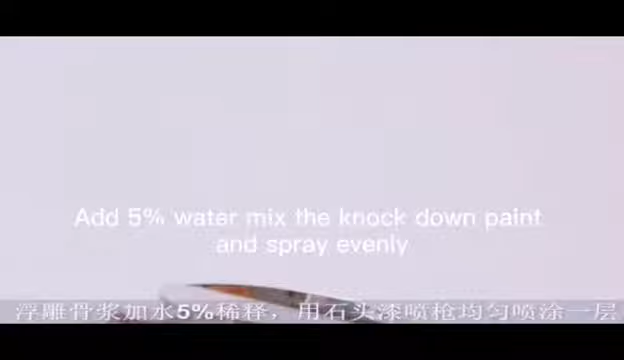 Add 5% water mix the knock down paint
and spray evenly
浮雕骨浆加水5%稀释，用石头漆喷枪均匀喷涂一层